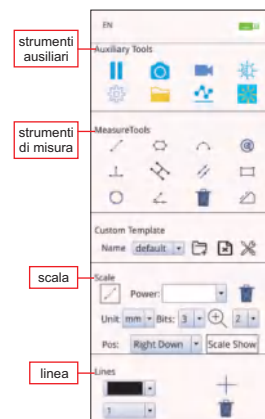 EN
strumenti
ausiliari
Auxiliary Tools
strumenti
di misura
MeasureTools
Custom Template
Name default
scala
Scale
Power:
Unit mm Bits: 3 2
Pos: Right Down Scale Show
linea
Lines
1